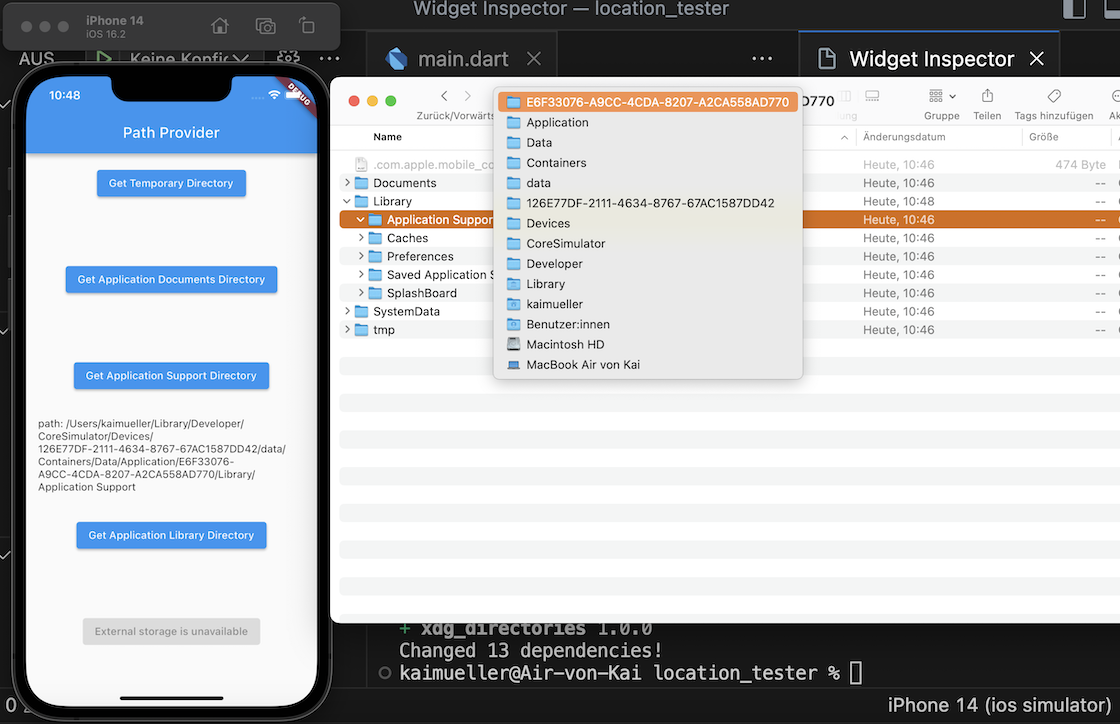 Widget Inspector — location_tester
iPhone 14
iOS 16.2
AUS
Keine Konfir
main.dart
Widget Inspector
10:48
DEBUG
Path Provider
Get Temporary Directory
Get Application Documents Directory
Get Application Support Directory
path: /Users/kaimueller/Library/Developer/
CoreSimulator/Devices/
126E77DF-2111-4634-8767-67AC1587DD42/data/
Containers/Data/Application/E6F33076-
A9CC-4CDA-8207-A2CA558AD770/Library/
Application Support
Get Application Library Directory
External storage is unavailable
Zurück/Vorwärts
D770
ung
Gruppe
Teilen
Tags hinzufügen
Name
Änderungsdatum
Größe
.com.apple.mobile_co
Heute, 10:46
474 Byte
Documents
Heute, 10:46
--
Library
Heute, 10:48
--
Application Suppor
Heute, 10:46
--
Caches
Heute, 10:46
--
Preferences
Heute, 10:46
--
Saved Application S
Heute, 10:46
--
SplashBoard
Heute, 10:46
--
SystemData
Heute, 10:46
--
tmp
Heute, 10:46
--
E6F33076-A9CC-4CDA-8207-A2CA558AD770
Application
Data
Containers
data
126E77DF-2111-4634-8767-67AC1587DD42
Devices
CoreSimulator
Developer
Library
kaimueller
Benutzer:innen
Macintosh HD
MacBook Air von Kai
+ xdg_directories 1.0.0
Changed 13 dependencies!
kaimueller@Air-von-Kai location_tester %
0
iPhone 14 (ios simulator)